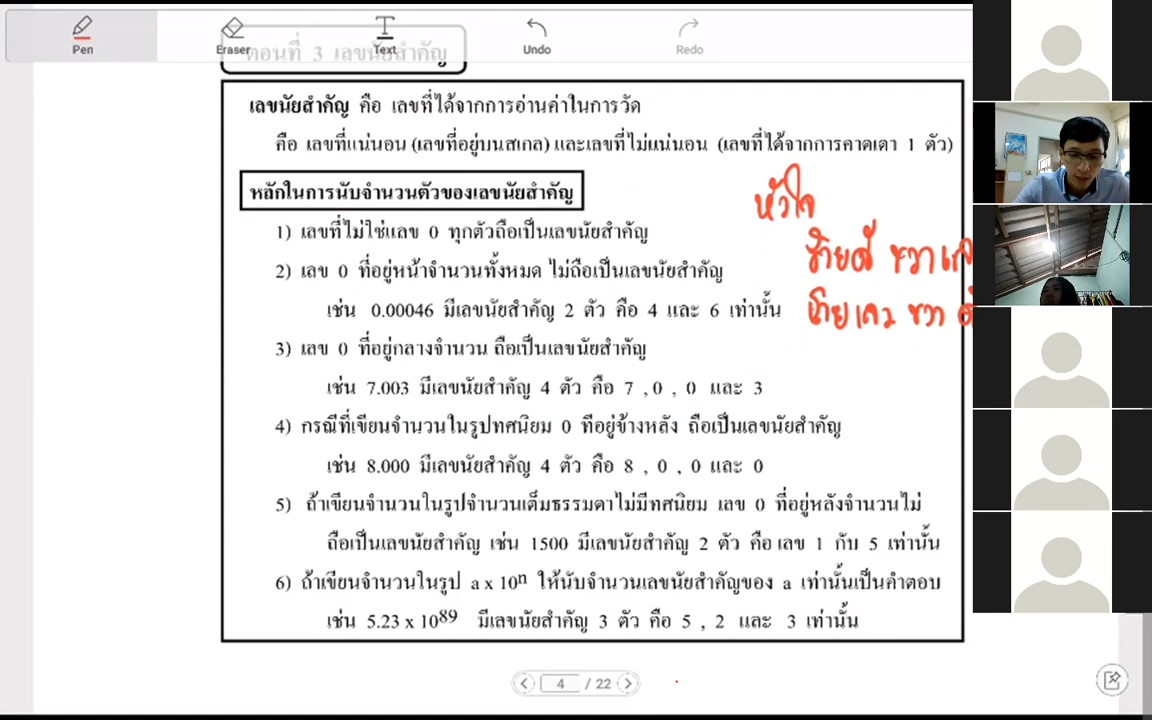 Pen
Eraser
Text
Undo
Redo
ตอนที่ 3 เลขนัยสำคัญ
เลขนัยสำคัญ คือ เลขที่ได้จากการอ่านค่าในการวัด
คือ เลขที่แน่นอน (เลขที่อยู่บนสเกล) และเลขที่ไม่แน่นอน (เลขที่ได้จากการคาดเดา 1 ตัว)
หลักในการนับจำนวนตัวของเลขนัยสำคัญ
หัวใจ
1) เลขที่ไม่ใช่เลข 0 ทุกตัวถือเป็นเลขนัยสำคัญ
2) เลข 0 ที่อยู่หน้าจำนวนทั้งหมด ไม่ถือเป็นเลขนัยสำคัญ
เช่น 0.00046 มีเลขนัยสำคัญ 2 ตัว คือ 4 และ 6 เท่านั้น
3) เลข 0 ที่อยู่กลางจำนวน ถือเป็นเลขนัยสำคัญ
เช่น 7.003 มีเลขนัยสำคัญ 4 ตัว คือ 7 , 0 , 0 และ 3
4) กรณีที่เขียนจำนวนในรูปทศนิยม 0 ทีอยู่ข้างหลัง ถือเป็นเลขนัยสำคัญ
เช่น 8.000 มีเลขนัยสำคัญ 4 ตัว คือ 8 , 0 , 0 และ 0
5) ถ้าเขียนจำนวนในรูปจำนวนเต็มธรรมดาไม่มีทศนิยม เลข 0 ที่อยู่หลังจำนวนไม่
ถือเป็นเลขนัยสำคัญ เช่น 1500 มีเลขนัยสำคัญ 2 ตัว คือ เลข 1 กับ 5 เท่านั้น
6) ถ้าเขียนจำนวนในรูป a x 10ⁿ ให้นับจำนวนเลขนัยสำคัญของ a เท่านั้นเป็นคำตอบ
เช่น 5.23 x 10⁸⁹ มีเลขนัยสำคัญ 3 ตัว คือ 5 , 2 และ 3 เท่านั้น
4 / 22